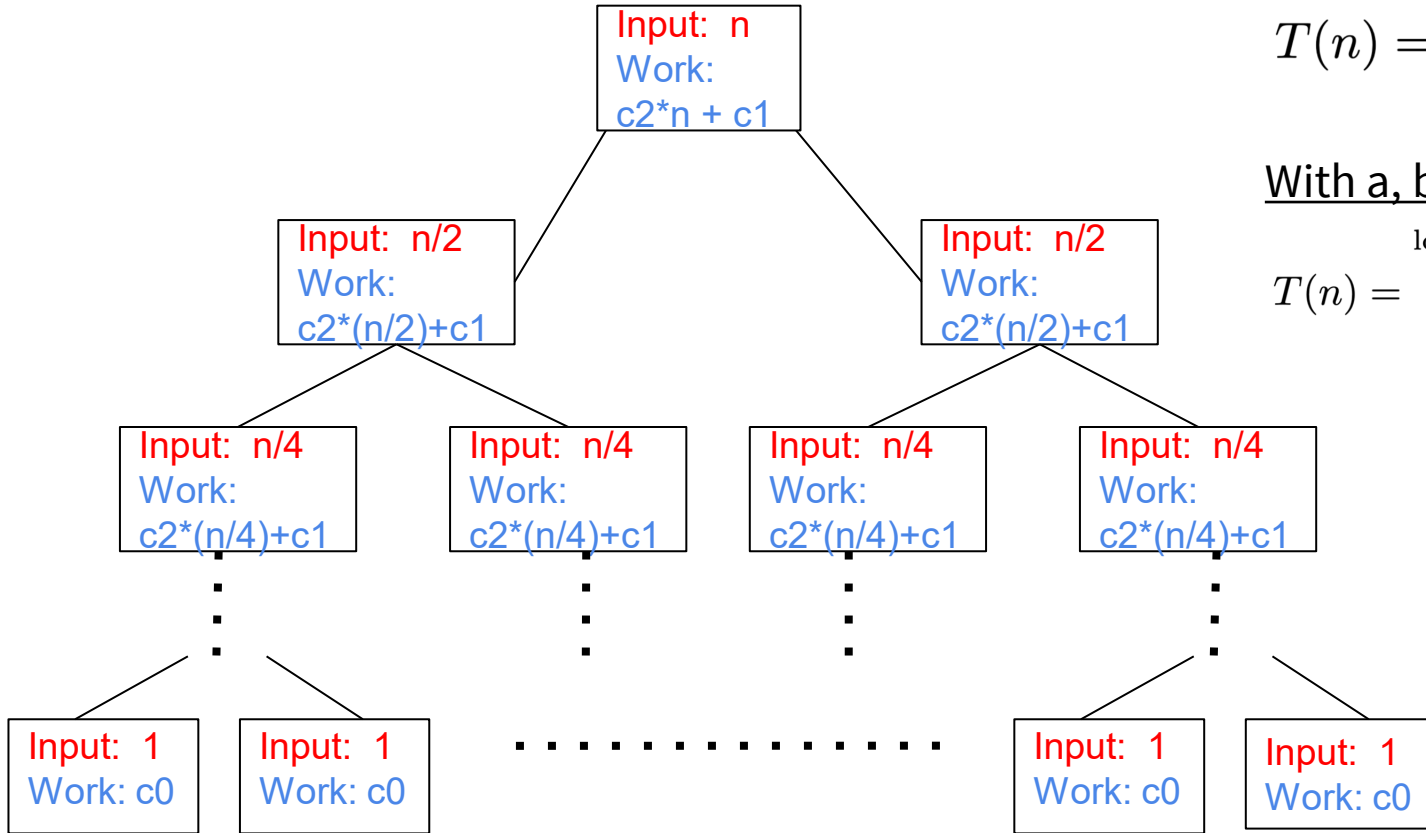 Input: n
Work:
c2*n + c1
T(n) =
With a, b
Input: n/2
Work:
c2*(n/2)+c1
Input: n/2
Work:
c2*(n/2)+c1
T(n) =
Input: n/4
Work:
c2*(n/4)+c1
Input: n/4
Work:
c2*(n/4)+c1
Input: n/4
Work:
c2*(n/4)+c1
Input: n/4
Work:
c2*(n/4)+c1
Input: 1
Work: c0
Input: 1
Work: c0
Input: 1
Work: c0
Input: 1
Work: c0